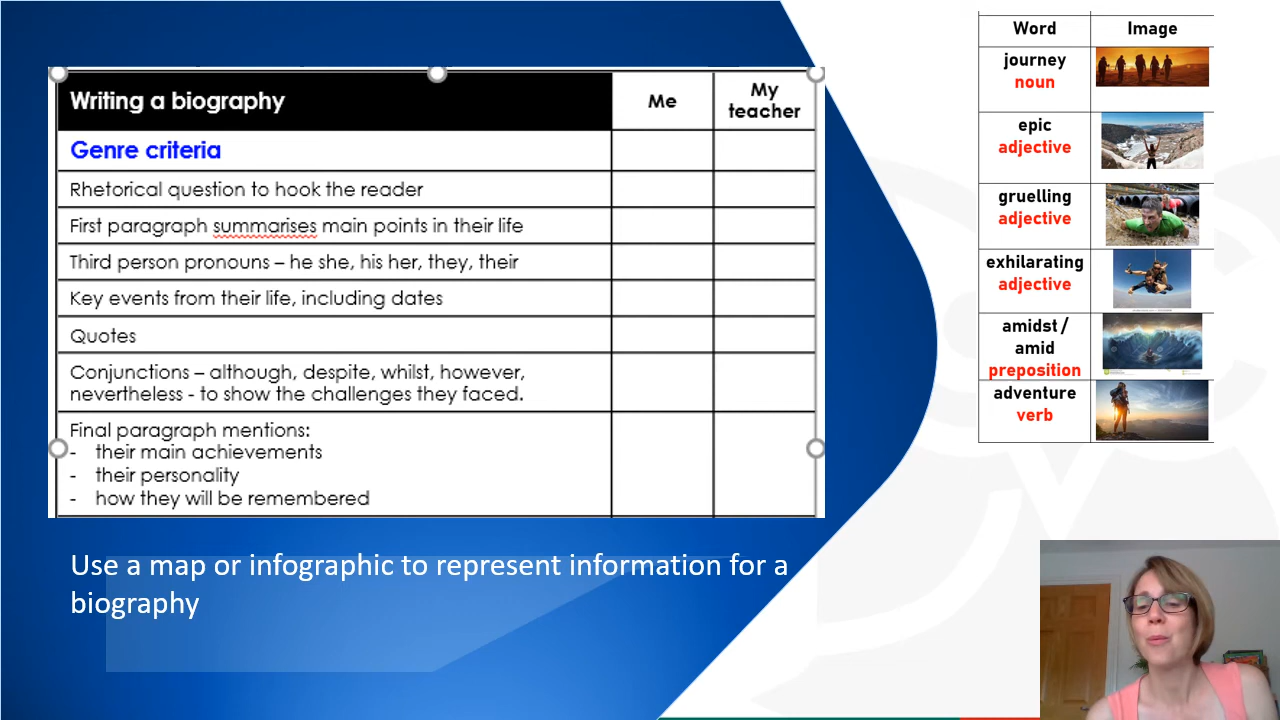 Writing a biography
Me
My
teacher
Genre criteria
Rhetorical question to hook the reader
First paragraph summarises main points in their life
Third person pronouns – he she, his her, they, their
Key events from their life, including dates
Quotes
Conjunctions – although, despite, whilst, however,
nevertheless - to show the challenges they faced.
Final paragraph mentions:
- their main achievements
- their personality
- how they will be remembered
Use a map or infographic to represent information for a
biography
Word
Image
journey
noun
epic
adjective
gruelling
adjective
exhilarating
adjective
amidst /
amid
preposition
adventure
verb